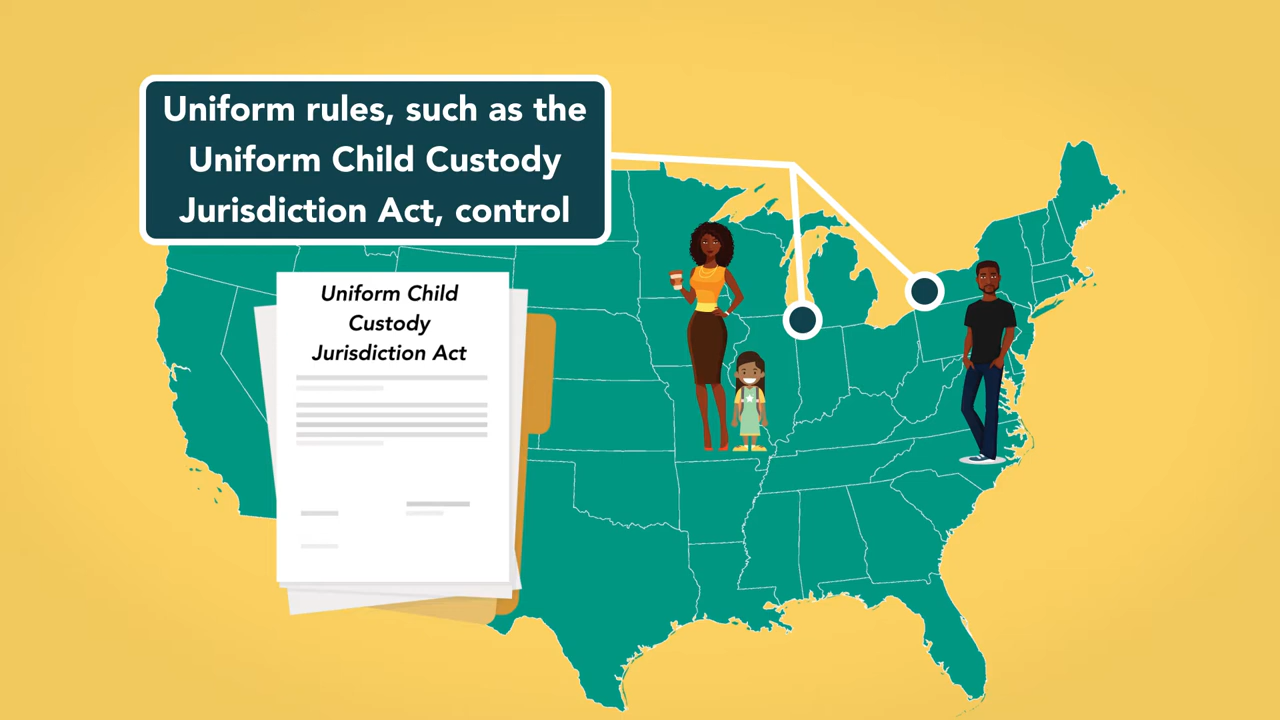 Uniform rules, such as the
Uniform Child Custody
Jurisdiction Act, control
Uniform Child
Custody
Jurisdiction Act